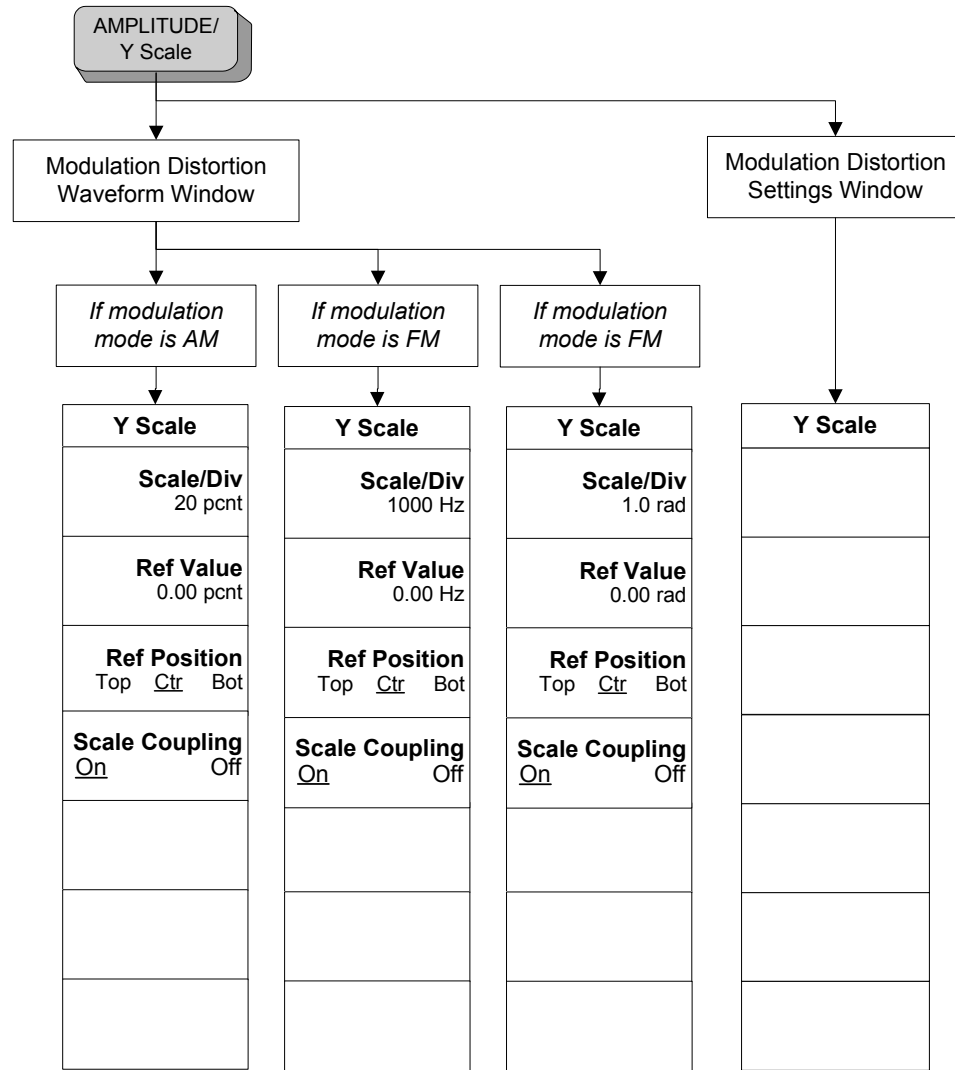 AMPLITUDE/
Y Scale
Modulation Distortion
Waveform Window
Modulation Distortion
Settings Window
If modulation
mode is AM
If modulation
mode is FM
If modulation
mode is FM
Y Scale
Scale/Div
20 pcnt
Ref Value
0.00 pcnt
Ref Position
Top Ctr Bot
Scale Coupling
On Off
Y Scale
Scale/Div
1000 Hz
Ref Value
0.00 Hz
Ref Position
Top Ctr Bot
Scale Coupling
On Off
Y Scale
Scale/Div
1.0 rad
Ref Value
0.00 rad
Ref Position
Top Ctr Bot
Scale Coupling
On Off
Y Scale